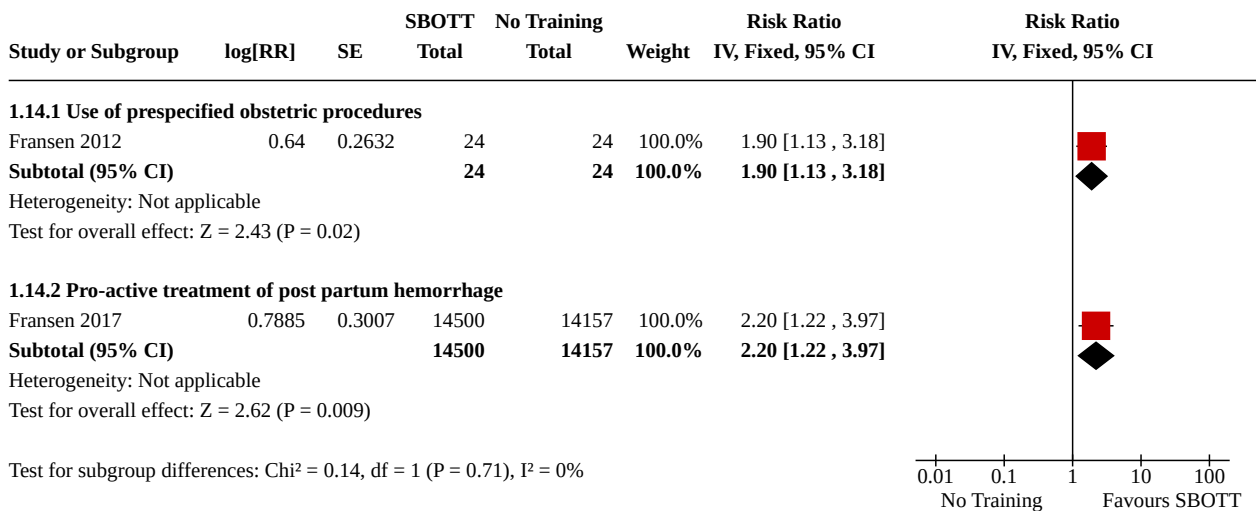 SBOTT No Training Risk Ratio Risk Ratio
Study or Subgroup log[RR] SE Total Total Weight IV, Fixed, 95% CI IV, Fixed, 95% CI
1.14.1 Use of prespecified obstetric procedures
Fransen 2012 0.64 0.2632 24 24 100.0% 1.90 [1.13 , 3.18]
Subtotal (95% CI) 24 24 100.0% 1.90 [1.13 , 3.18]
Heterogeneity: Not applicable
Test for overall effect: Z = 2.43 (P = 0.02)
1.14.2 Pro-active treatment of post partum hemorrhage
Fransen 2017 0.7885 0.3007 14500 14157 100.0% 2.20 [1.22 , 3.97]
Subtotal (95% CI) 14500 14157 100.0% 2.20 [1.22 , 3.97]
Heterogeneity: Not applicable
Test for overall effect: Z = 2.62 (P = 0.009)
Test for subgroup differences: Chi² = 0.14, df = 1 (P = 0.71), I² = 0%
0.01 0.1 1 10 100
No Training Favours SBOTT